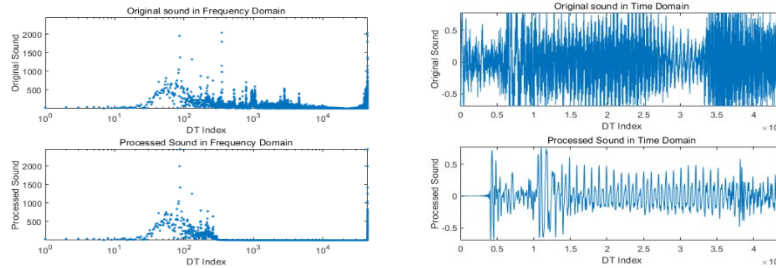 Original sound in Frequency Domain
Original Sound
2000
1500
1000
500
10^0
10^1
10^2
10^3
10^4
DT Index
Processed Sound in Frequency Domain
Processed Sound
2000
1500
1000
500
10^0
10^1
10^2
10^3
10^4
DT Index
Original sound in Time Domain
Original Sound
0.5
0
-0.5
0 0.5 1 1.5 2 2.5 3 3.5 4
DT Index
Processed Sound in Time Domain
Processed Sound
0.5
0
-0.5
0 0.5 1 1.5 2 2.5 3 3.5 4
DT Index